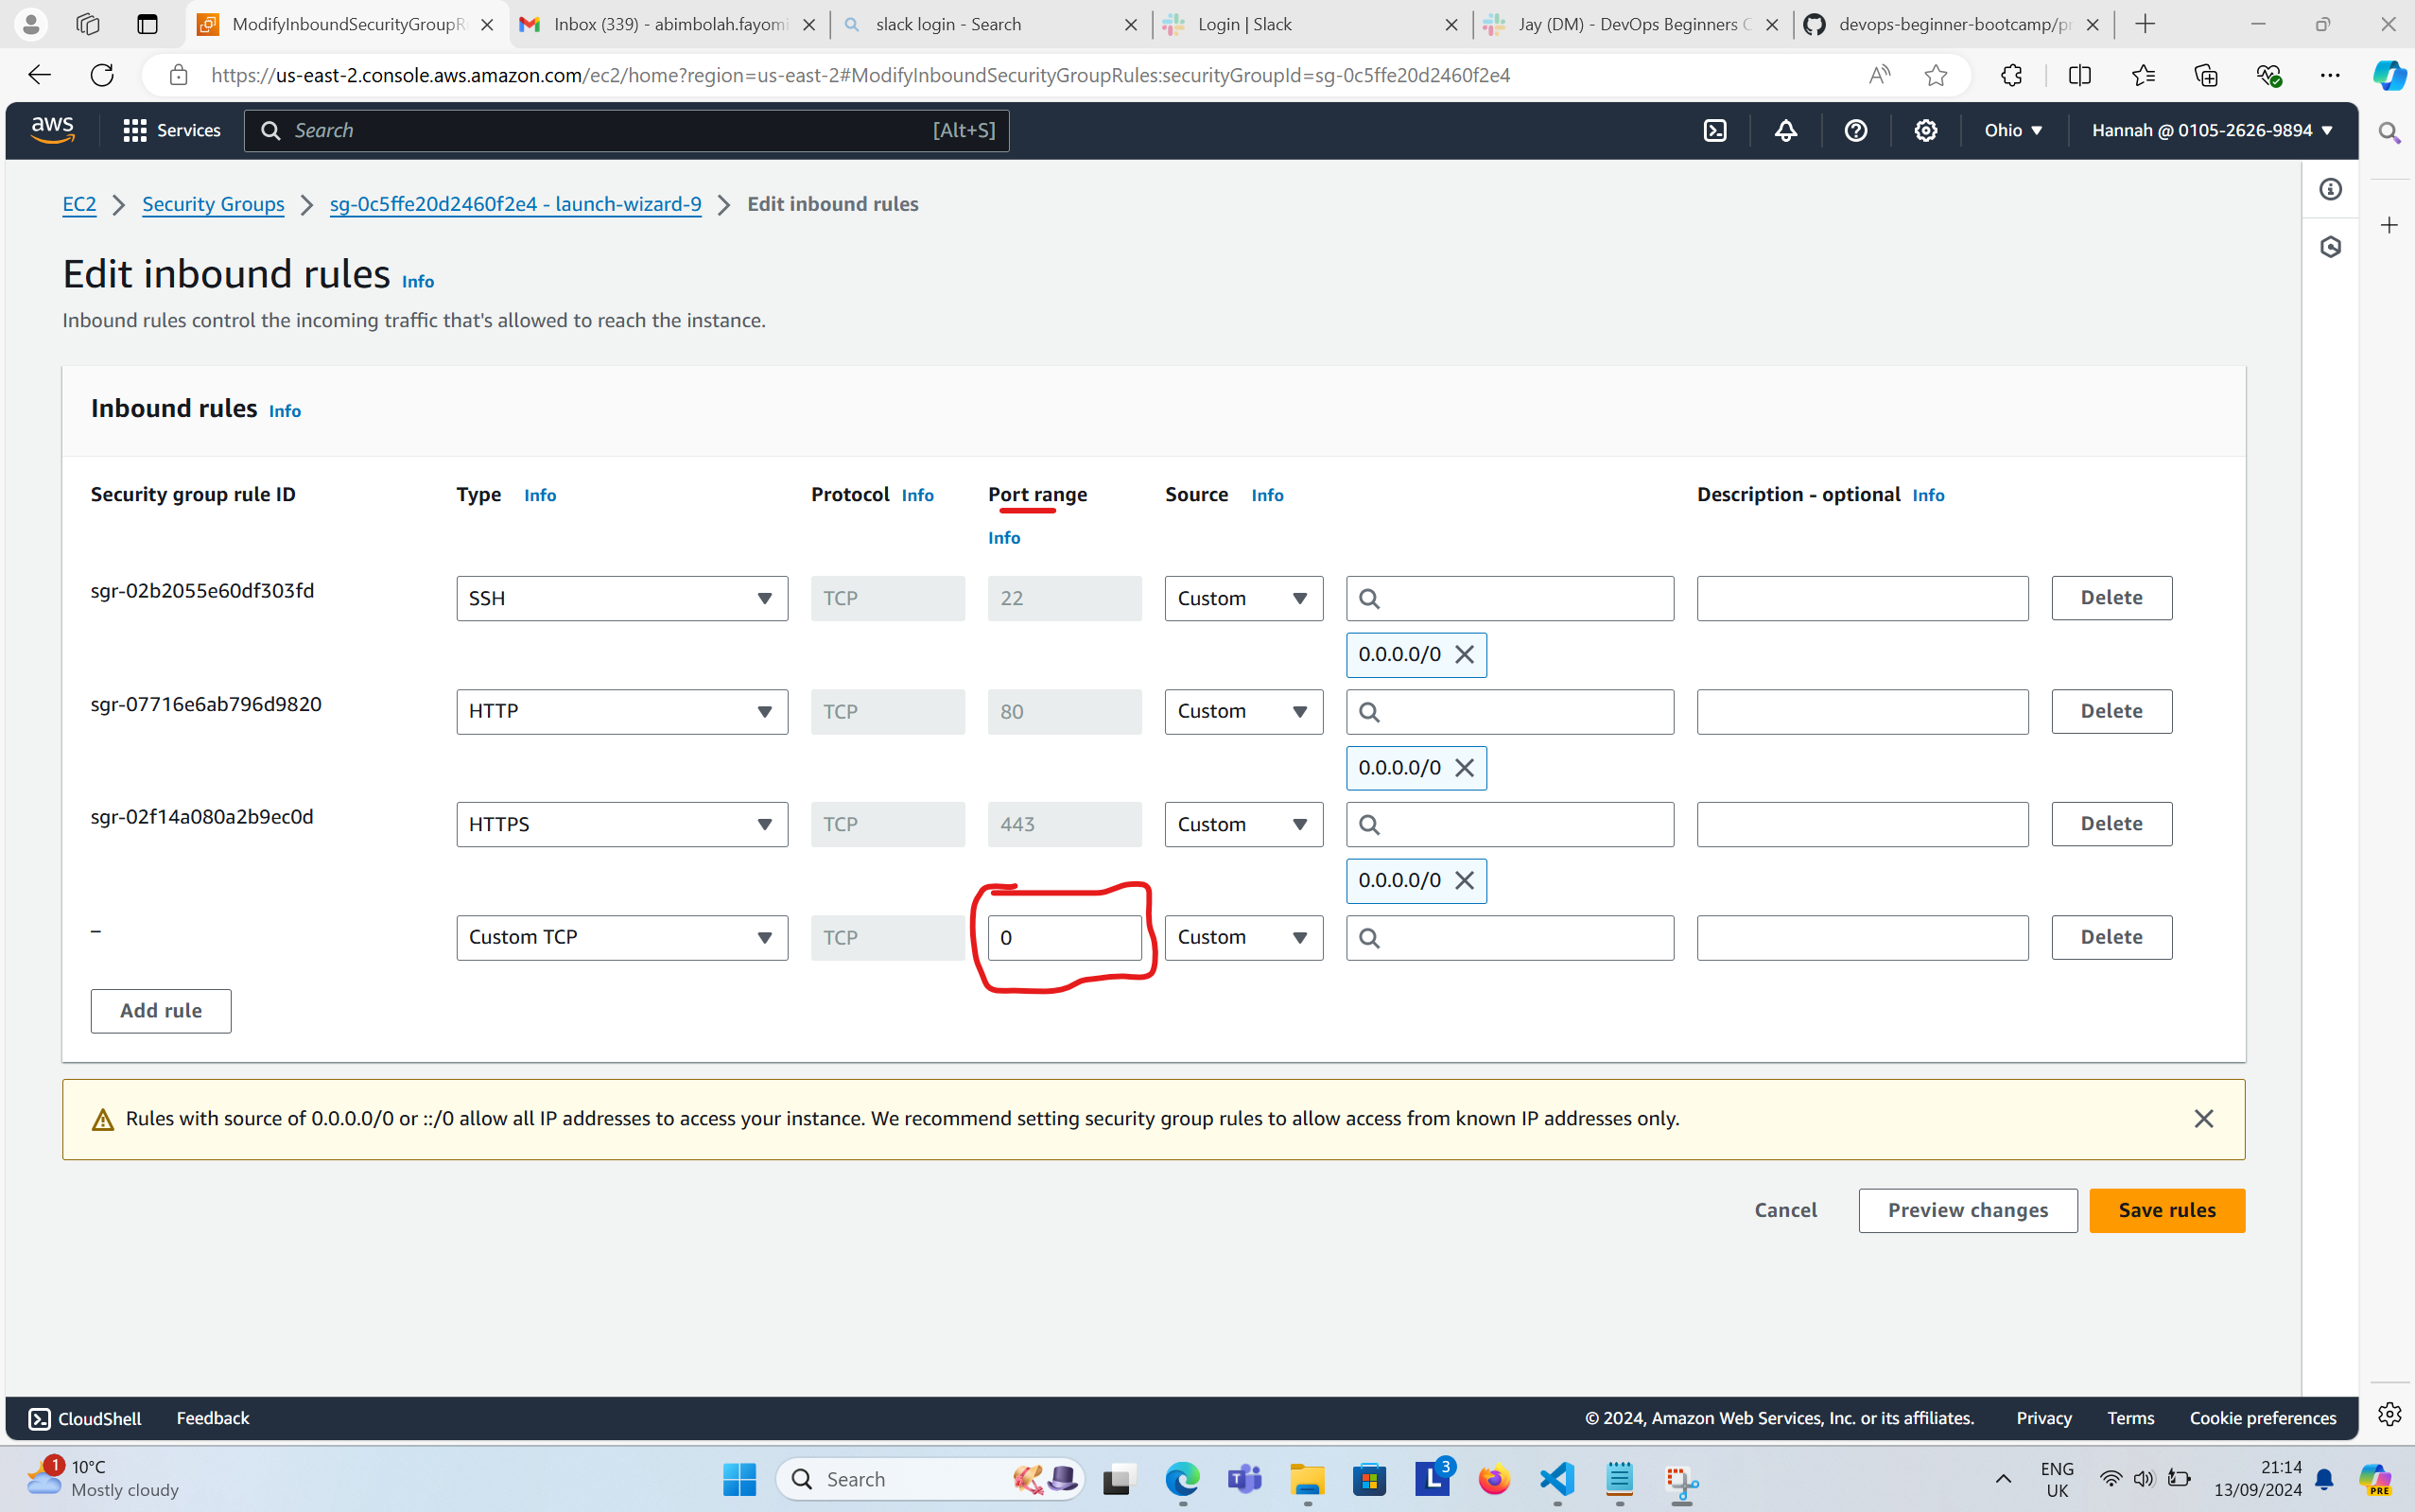 ModifyInboundSecurityGroupR
Inbox (339) - abimbolah.fayomi
slack login - Search
Login | Slack
Jay (DM) - DevOps Beginners C
devops-beginner-bootcamp/pr
https://us-east-2.console.aws.amazon.com/ec2/home?region=us-east-2#ModifyInboundSecurityGroupRules:securityGroupId=sg-0c5ffe20d2460f2e4
aws Services Search [Alt+S] Ohio Hannah @ 0105-2626-9894
EC2 Security Groups sg-0c5ffe20d2460f2e4 - launch-wizard-9 Edit inbound rules
Edit inbound rules Info
Inbound rules control the incoming traffic that's allowed to reach the instance.
Inbound rules Info
Security group rule ID Type Info Protocol Info Port range Source Info Description - optional Info
Info
sgr-02b2055e60df303fd SSH TCP 22 Custom Delete
0.0.0.0/0
sgr-07716e6ab796d9820 HTTP TCP 80 Custom Delete
0.0.0.0/0
sgr-02f14a080a2b9ec0d HTTPS TCP 443 Custom Delete
0.0.0.0/0
– Custom TCP TCP 0 Custom Delete
Add rule
Rules with source of 0.0.0.0/0 or ::/0 allow all IP addresses to access your instance. We recommend setting security group rules to allow access from known IP addresses only.
Cancel Preview changes Save rules
CloudShell Feedback © 2024, Amazon Web Services, Inc. or its affiliates. Privacy Terms Cookie preferences
1 10°C
Mostly cloudy
Search
3
ENG
UK
21:14
13/09/2024
PRE